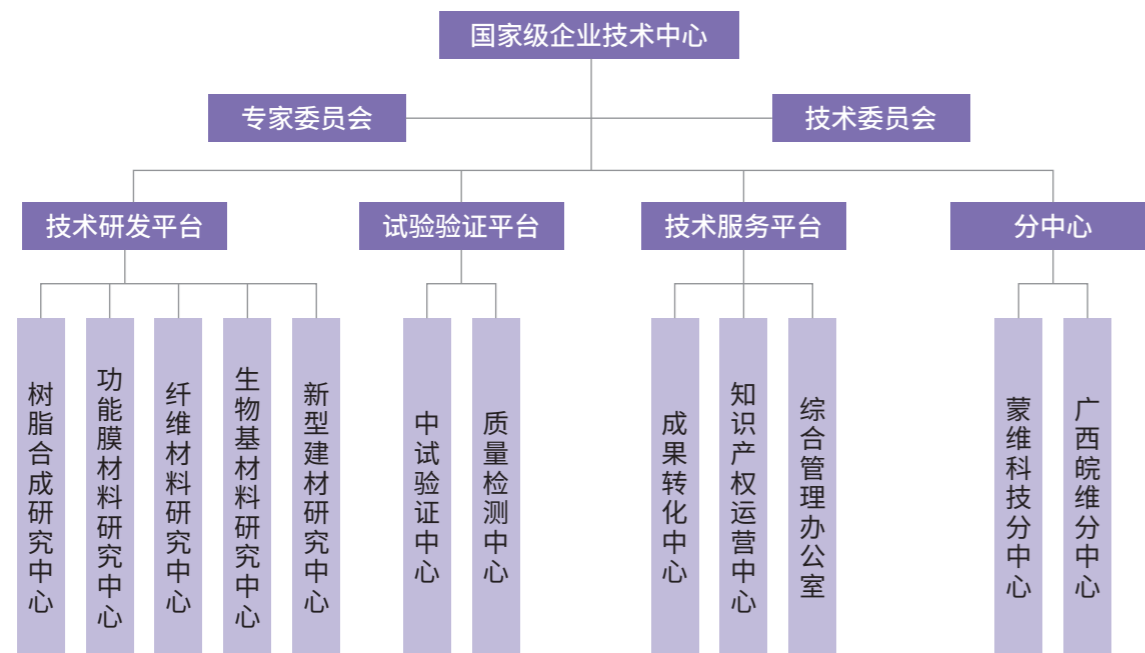 国家级企业技术中心
专家委员会
技术委员会
技术研发平台
试验验证平台
技术服务平台
分中心
树脂合成研究中心
功能膜材料研究中心
纤维材料研究中心
生物基材料研究中心
新型建材研究中心
中试验证中心
质量检测中心
成果转化中心
知识产权运营中心
综合管理办公室
蒙维科技分中心
广西皖维分中心